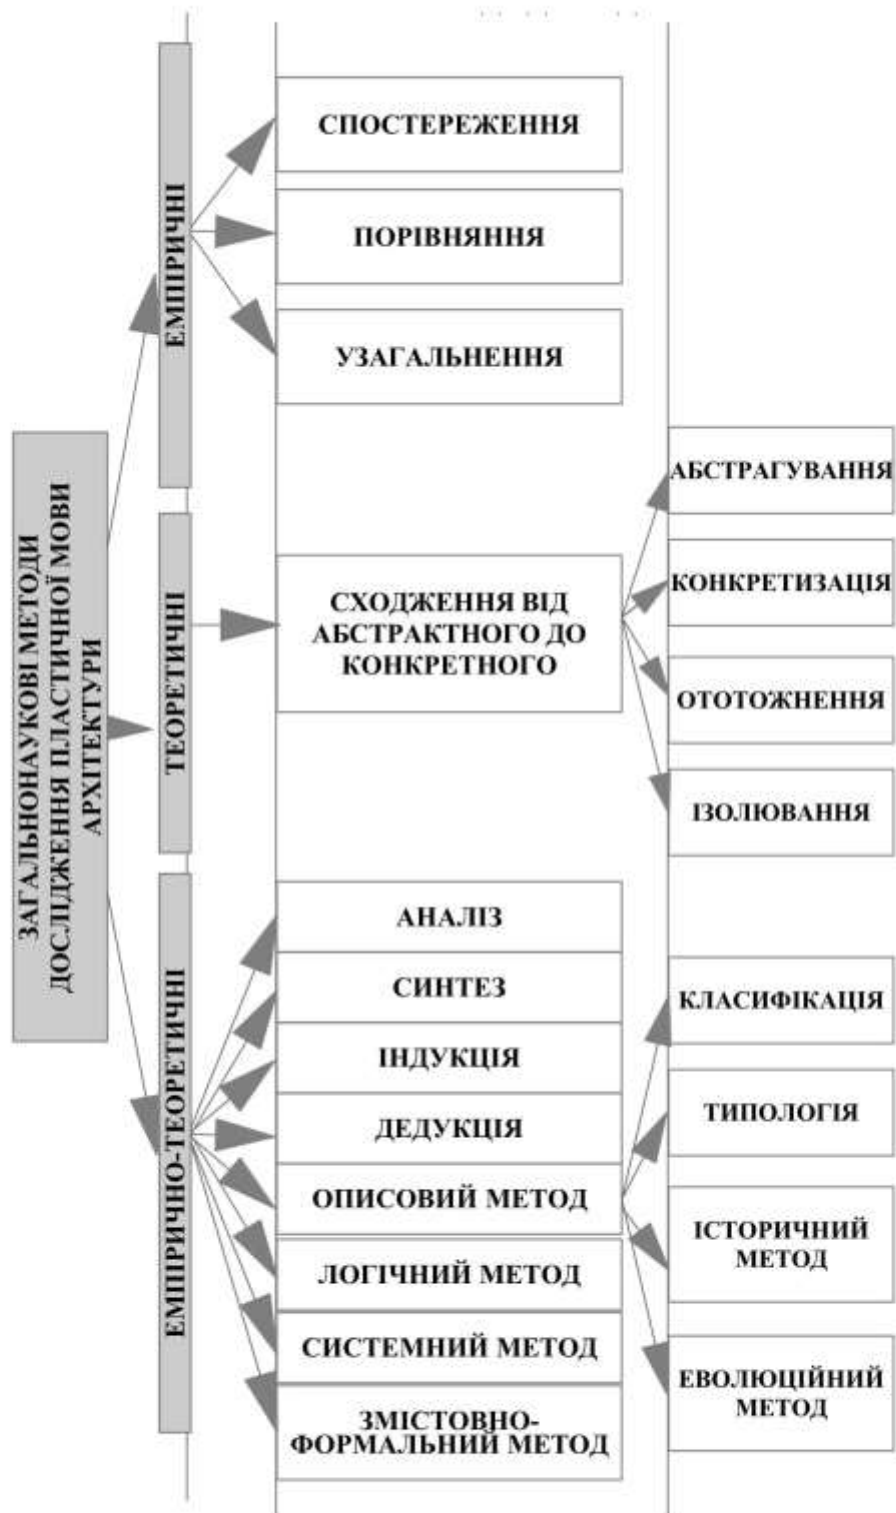 ЗАГАЛЬНОНАУКОВІ МЕТОДИ
ДОСЛІДЖЕННЯ ПЛАСТИЧНОЇ МОВИ
АРХІТЕКТУРИ
ЕМПІРИЧНІ
СПОСТЕРЕЖЕННЯ
ПОРІВНЯННЯ
УЗАГАЛЬНЕННЯ
ТЕОРЕТИЧНІ
СХОДЖЕННЯ ВІД
АБСТРАКТНОГО ДО
КОНКРЕТНОГО
АБСТРАГУВАННЯ
КОНКРЕТИЗАЦІЯ
ОТОТОЖНЕННЯ
ІЗОЛЮВАННЯ
ЕМПІРИЧНО-ТЕОРЕТИЧНІ
АНАЛІЗ
СИНТЕЗ
ІНДУКЦІЯ
ДЕДУКЦІЯ
ОПИСОВИЙ МЕТОД
ЛОГІЧНИЙ МЕТОД
СИСТЕМНИЙ МЕТОД
ЗМІСТОВНО-
ФОРМАЛЬНИЙ МЕТОД
КЛАСИФІКАЦІЯ
ТИПОЛОГІЯ
ІСТОРИЧНИЙ
МЕТОД
ЕВОЛЮЦІЙНИЙ
МЕТОД